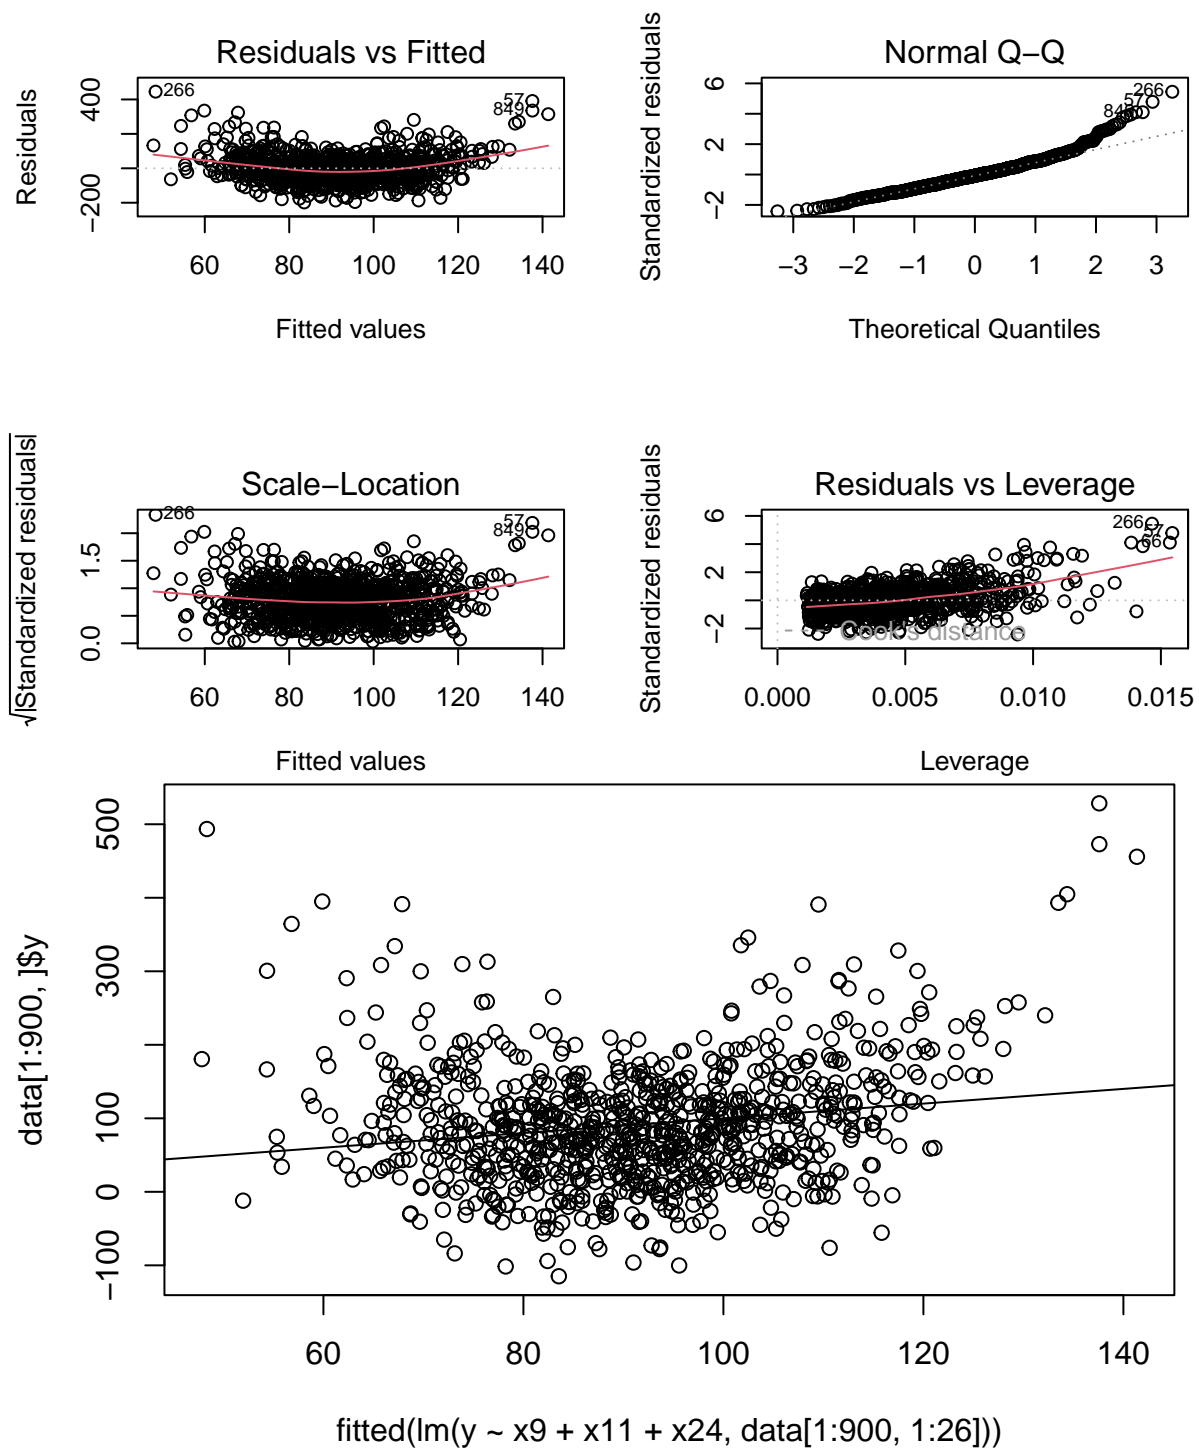 Residuals vs Fitted
Residuals
400
−200
266
57
849
60 80 100 120 140
Fitted values
Normal Q−Q
Standardized residuals
6
2
−2
266
57
849
−3 −2 −1 0 1 2 3
Theoretical Quantiles
Scale−Location
√|Standardized residuals|
1.5
0.0
266
57
849
60 80 100 120 140
Fitted values
Residuals vs Leverage
Standardized residuals
6
2
−2
266
57
66
Cook's distance
0.000 0.005 0.010 0.015
Leverage
data[1:900, ]$y
500
300
100
0
−100
60 80 100 120 140
fitted(lm(y ~ x9 + x11 + x24, data[1:900, 1:26]))